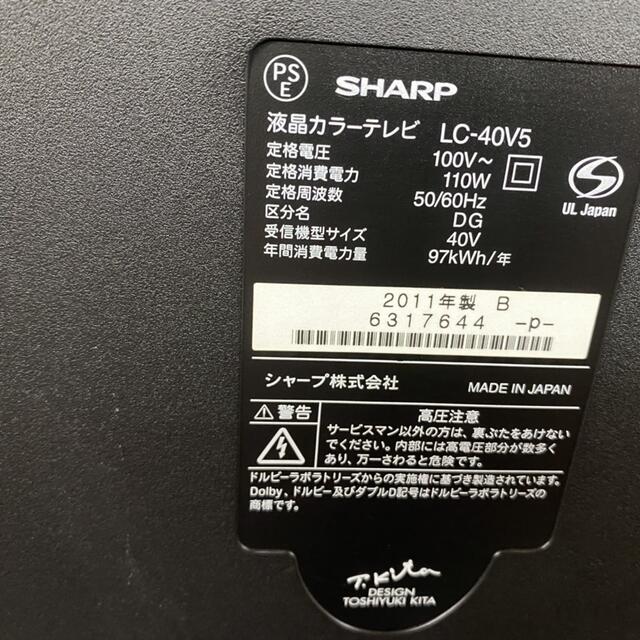 PS
E
SHARP
液晶カラーテレビ LC-40V5
定格電圧 100V~
定格消費電力 110W
定格周波数 50/60Hz
区分名 DG
受信機型サイズ 40V
年間消費電力量 97kWh/年
UL Japan
2011年製 B
6317644 -p-
シャープ株式会社 MADE IN JAPAN
警告
高圧注意
サービスマン以外の方は、裏ぶたをあけない
でください。内部には高電圧部分が数多く
あり、万一さわると危険です。
ドルビーラボラトリーズからの実施権に基づき製造されています。
Dolby、ドルビー及びダブルD記号はドルビーラボラトリーズの
商標です。
T. Kita
DESIGN
TOSHIYUKI KITA